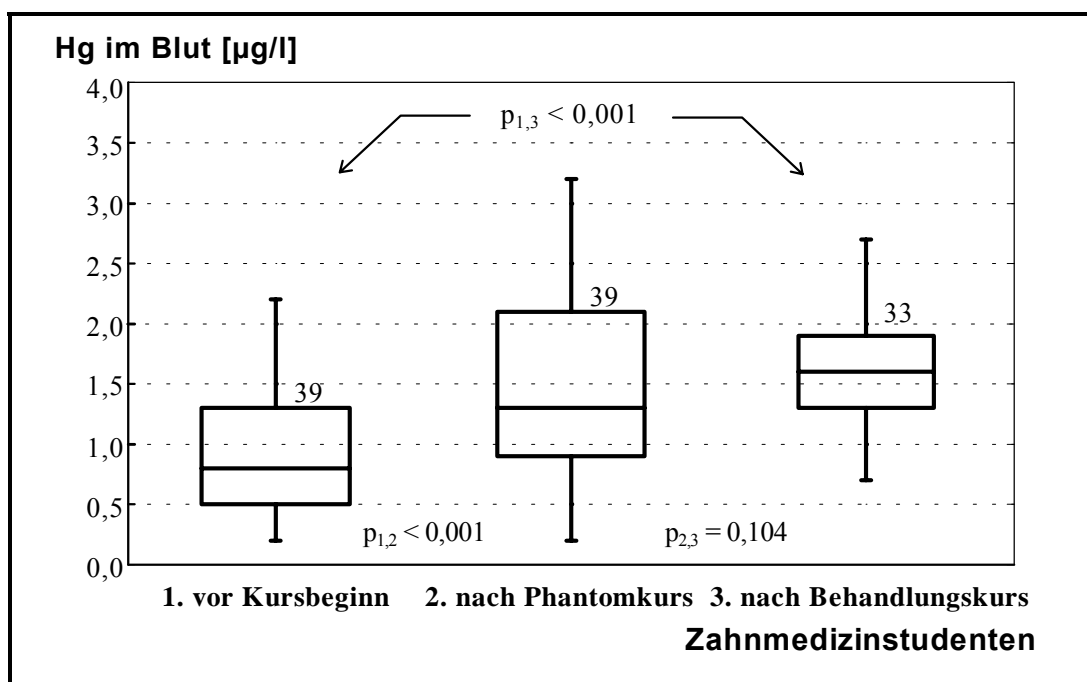 Hg im Blut [µg/l]
4,0
p1,3 < 0,001
3,5
3,0
2,5
39
33
2,0
1,5
39
1,0
0,5
p1,2 < 0,001 p2,3 = 0,104
0,0
1. vor Kursbeginn 2. nach Phantomkurs 3. nach Behandlungskurs
Zahnmedizinstudenten